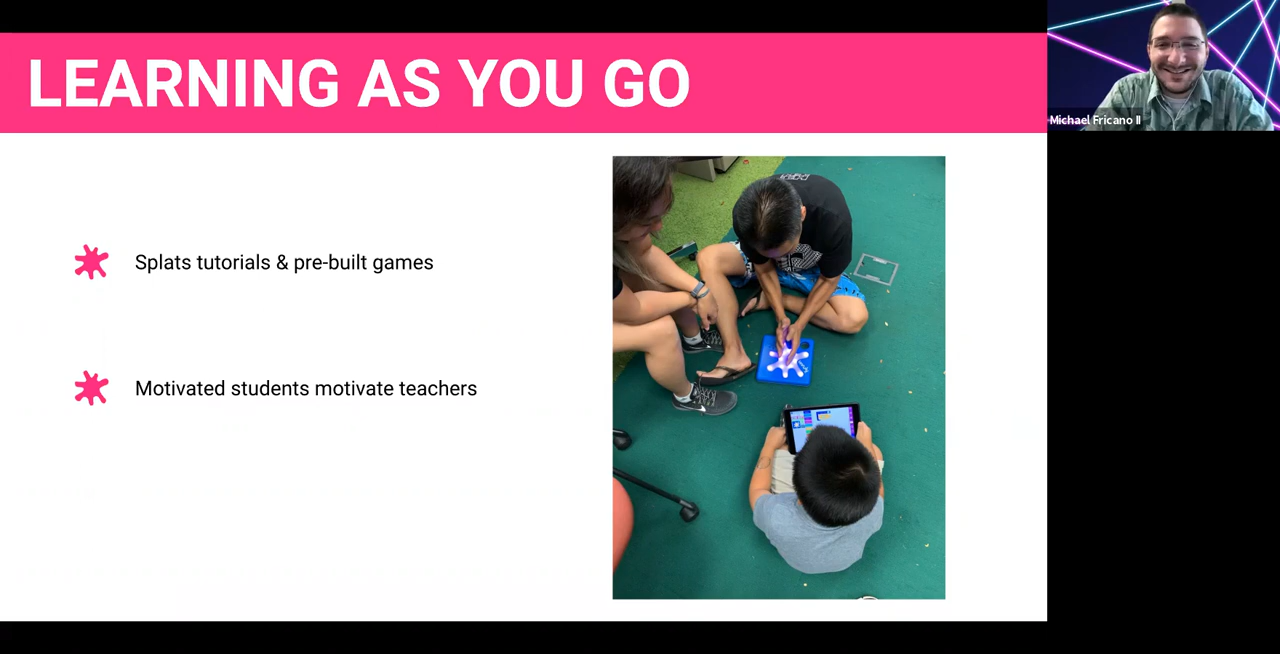 LEARNING AS YOU GO
Michael Fricano II
Splats tutorials & pre-built games
Motivated students motivate teachers